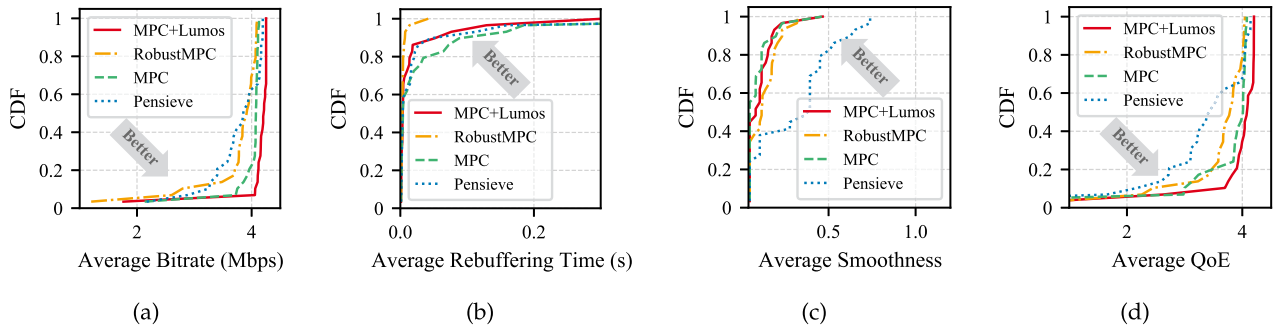 CDF
1
0.8
0.6
0.4
0.2
0
MPC+Lumos
RobustMPC
MPC
Pensieve
Better
2
4
Average Bitrate (Mbps)
(a)
CDF
1
0.8
0.6
0.4
0.2
0
Better
MPC+Lumos
RobustMPC
MPC
Pensieve
0.0
0.2
Average Rebuffering Time (s)
(b)
CDF
1
0.8
0.6
0.4
0.2
0
Better
MPC+Lumos
RobustMPC
MPC
Pensieve
0.5
1.0
Average Smoothness
(c)
CDF
1
0.8
0.6
0.4
0.2
0
MPC+Lumos
RobustMPC
MPC
Pensieve
Better
2
4
Average QoE
(d)